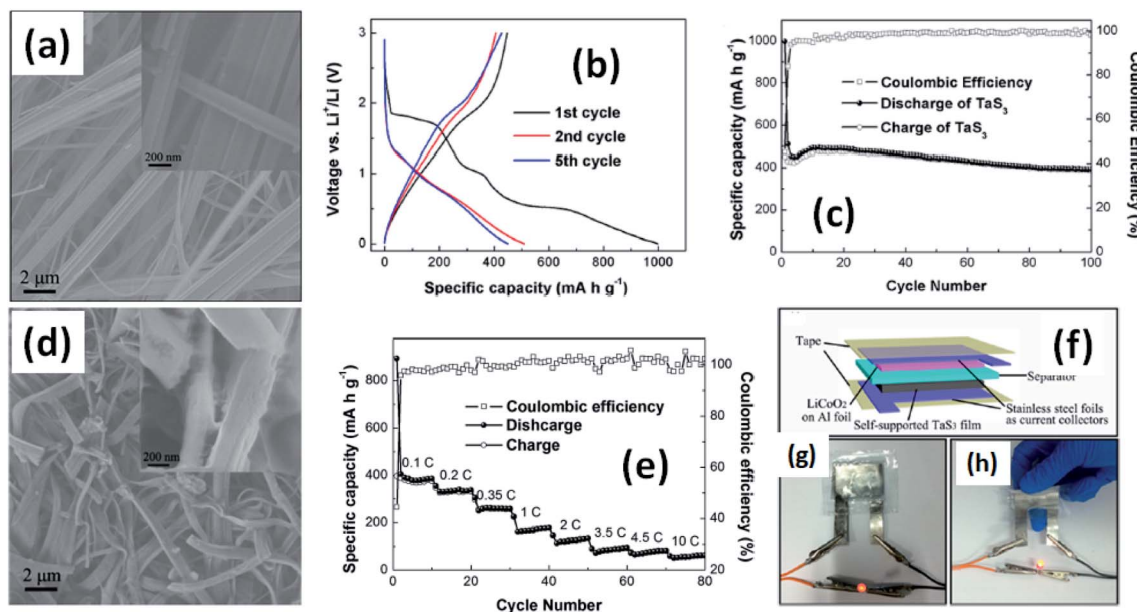 (a)
200 nm
2 μm
(b)
Voltage vs. Li⁺/Li (V)
3
2
1
0
1st cycle
2nd cycle
5th cycle
0 200 400 600 800 1000
Specific capacity (mA h g⁻¹)
(c)
Specific capacity (mA h g⁻¹)
1000
800
600
400
200
0
Coulombic Efficiency
Discharge of TaS₃
Charge of TaS₃
100
80
60
40
20
0
Coulombic Efficiency (%)
0 20 40 60 80 100
Cycle Number
(d)
200 nm
2 μm
(e)
Specific capacity (mA h g⁻¹)
800
600
400
200
0
Coulombic efficiency
Dishcarge
Charge
0.1 C
0.2 C
0.35 C
1 C
2 C
3.5 C
4.5 C
10 C
100
80
60
40
20
Coulombic efficiency (%)
0 10 20 30 40 50 60 70 80
Cycle Number
(f)
Tape
Separator
LiCoO₂
on Al foil
Stainless steel foils
as current collectors
Self-supported TaS₃ film
(g)
(h)